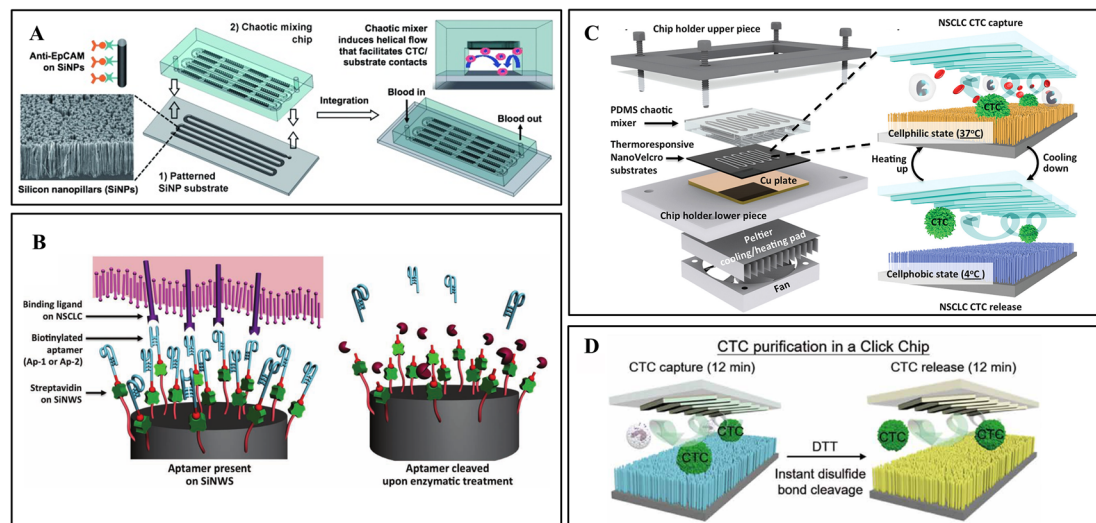 A
Anti-EpCAM
on SiNPs
Silicon nanopillars (SiNPs)
2) Chaotic mixing
chip
1) Patterned
SiNP substrate
Integration
Chaotic mixer
induces helical flow
that facilitates CTC/
substrate contacts
Blood in
Blood out
B
Binding ligand
on NSCLC
Biotinylated
aptamer
(Ap-1 or Ap-2)
Streptavidin
on SiNWS
Aptamer present
on SiNWS
Aptamer cleaved
upon enzymatic treatment
C
Chip holder upper piece
PDMS chaotic
mixer
Thermoresponsive
NanoVelcro
substrates
Cu plate
Chip holder lower piece
Peltier
cooling/heating pad
Fan
NSCLC CTC capture
CTC
Cellphilic state (37°C)
Heating
up
Cooling
down
CTC
Cellphobic state (4°C )
NSCLC CTC release
D
CTC purification in a Click Chip
CTC capture (12 min)
CTC
CTC
DTT
Instant disulfide
bond cleavage
CTC release (12 min)
CTC
CTC